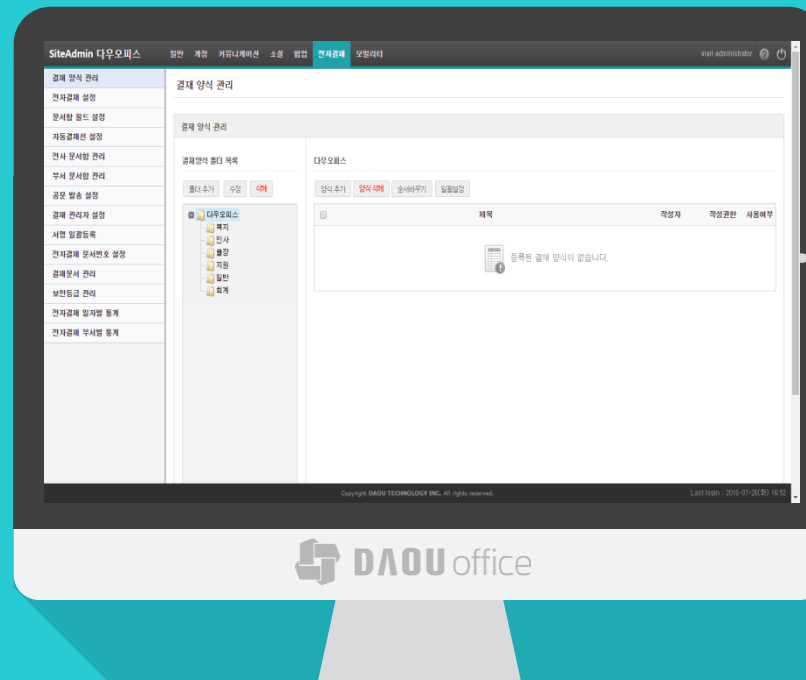 SiteAdmin 다우오피스 일반 계정 커뮤니케이션 소셜 협업 전자결재 모빌리티 mail administrator
결재 양식 관리
전자결재 설정
문서함 필드 설정
자동결재선 설정
전사 문서함 관리
부서 문서함 관리
공문 발송 설정
결재 관리자 설정
서명 일괄등록
전자결재 문서번호 설정
결재문서 관리
보안등급 관리
전자결재 일자별 통계
전자결재 부서별 통계
결재 양식 관리
결재 양식 관리
결재양식 폴더 목록
폴더 추가 수정 삭제
다우오피스
복지
인사
출장
지원
일반
회계
다우오피스
양식 추가 양식 삭제 순서바꾸기 일괄설정
제목 작성자 작성권한 사용여부
등록된 결재 양식이 없습니다.
Copyright DAOU TECHNOLOGY INC. All rights reserved. Last login : 2016-07-26(화) 16:52
DAOU office